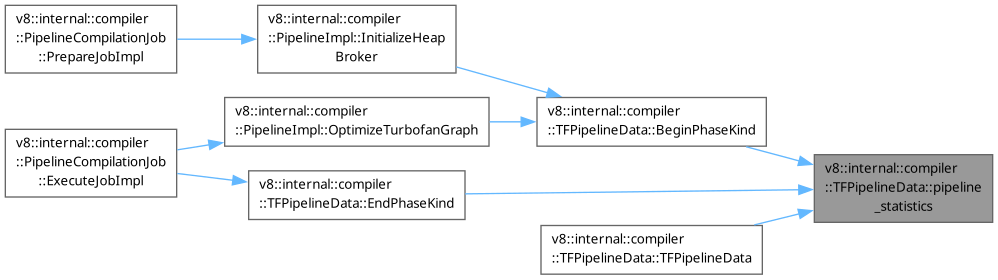 v8::internal::compiler
::PipelineCompilationJob
::PrepareJobImpl
v8::internal::compiler
::PipelineImpl::InitializeHeap
Broker
v8::internal::compiler
::PipelineImpl::OptimizeTurbofanGraph
v8::internal::compiler
::TFPipelineData::BeginPhaseKind
v8::internal::compiler
::PipelineCompilationJob
::ExecuteJobImpl
v8::internal::compiler
::TFPipelineData::EndPhaseKind
v8::internal::compiler
::TFPipelineData::pipeline
_statistics
v8::internal::compiler
::TFPipelineData::TFPipelineData